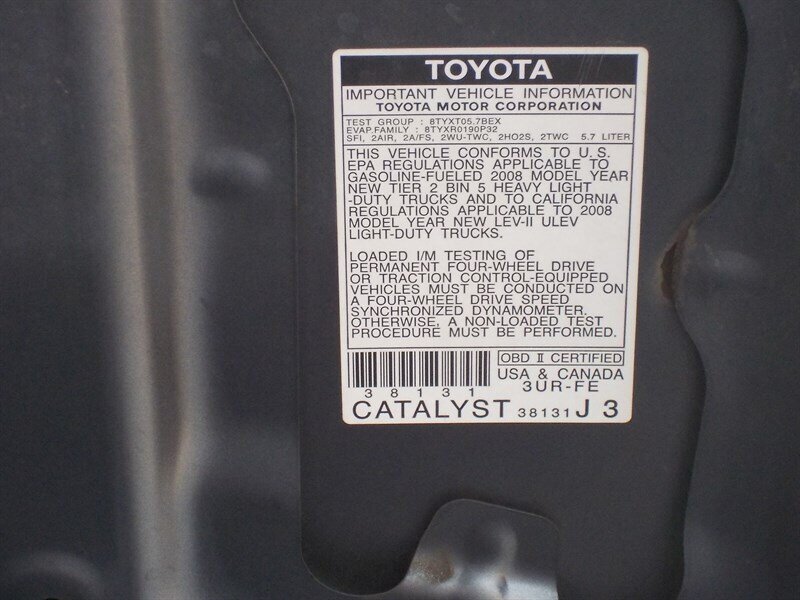 TOYOTA
IMPORTANT VEHICLE INFORMATION
TOYOTA MOTOR CORPORATION
TEST GROUP : 8TYXT05.7BEX
EVAP.FAMILY : 8TYXR0190P32
SFI, 2AIR, 2A/FS, 2WU-TWC, 2HO2S, 2TWC 5.7 LITER
THIS VEHICLE CONFORMS TO U.S.
EPA REGULATIONS APPLICABLE TO
GASOLINE-FUELED 2008 MODEL YEAR
NEW TIER 2 BIN 5 HEAVY LIGHT
-DUTY TRUCKS AND TO CALIFORNIA
REGULATIONS APPLICABLE TO 2008
MODEL YEAR NEW LEV-II ULEV
LIGHT-DUTY TRUCKS.
LOADED I/M TESTING OF
PERMANENT FOUR-WHEEL DRIVE
OR TRACTION CONTROL-EQUIPPED
VEHICLES MUST BE CONDUCTED ON
A FOUR-WHEEL DRIVE SPEED
SYNCHRONIZED DYNAMOMETER.
OTHERWISE, A NON-LOADED TEST
PROCEDURE MUST BE PERFORMED.
OBD II CERTIFIED
USA & CANADA
38131 3UR-FE
CATALYST 38131 J 3